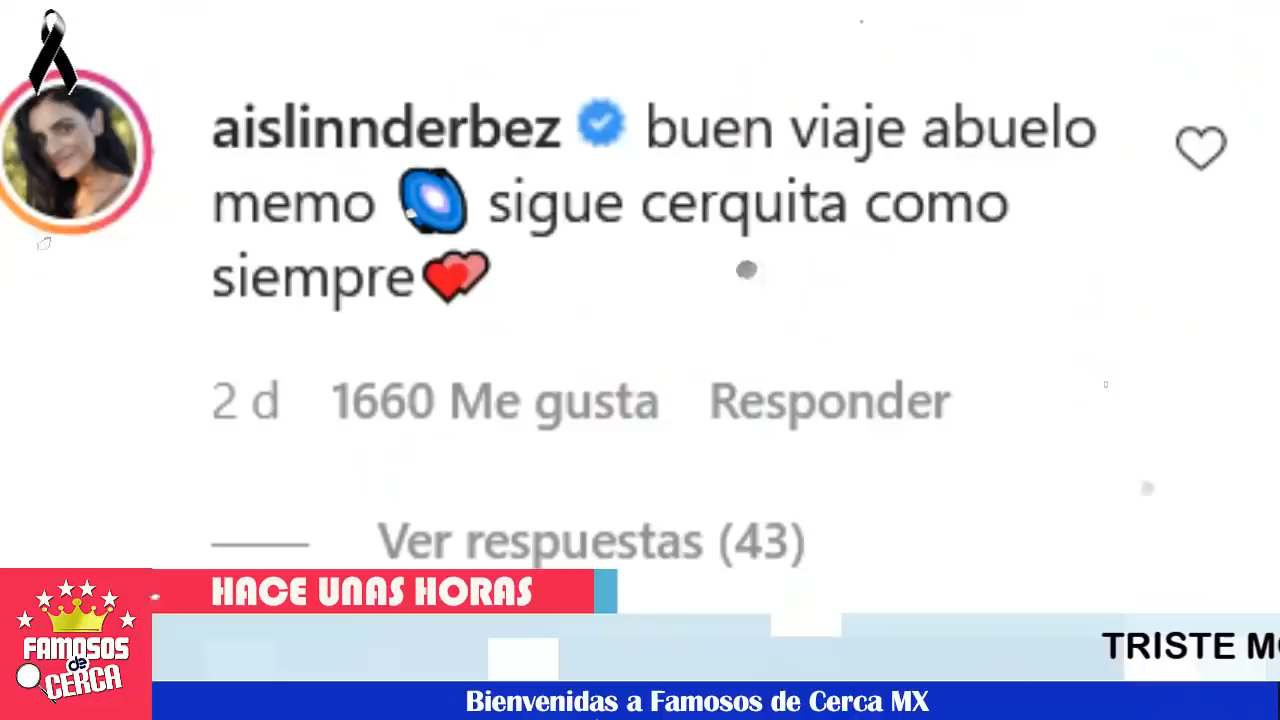 aislinnderbez buen viaje abuelo
memo 🌀 sigue cerquita como
siempre💕
2 d 1660 Me gusta Responder
Ver respuestas (43)
HACE UNAS HORAS
FAMOSOS
de
CERCA
TRISTE
Bienvenidas a Famosos de Cerca MX